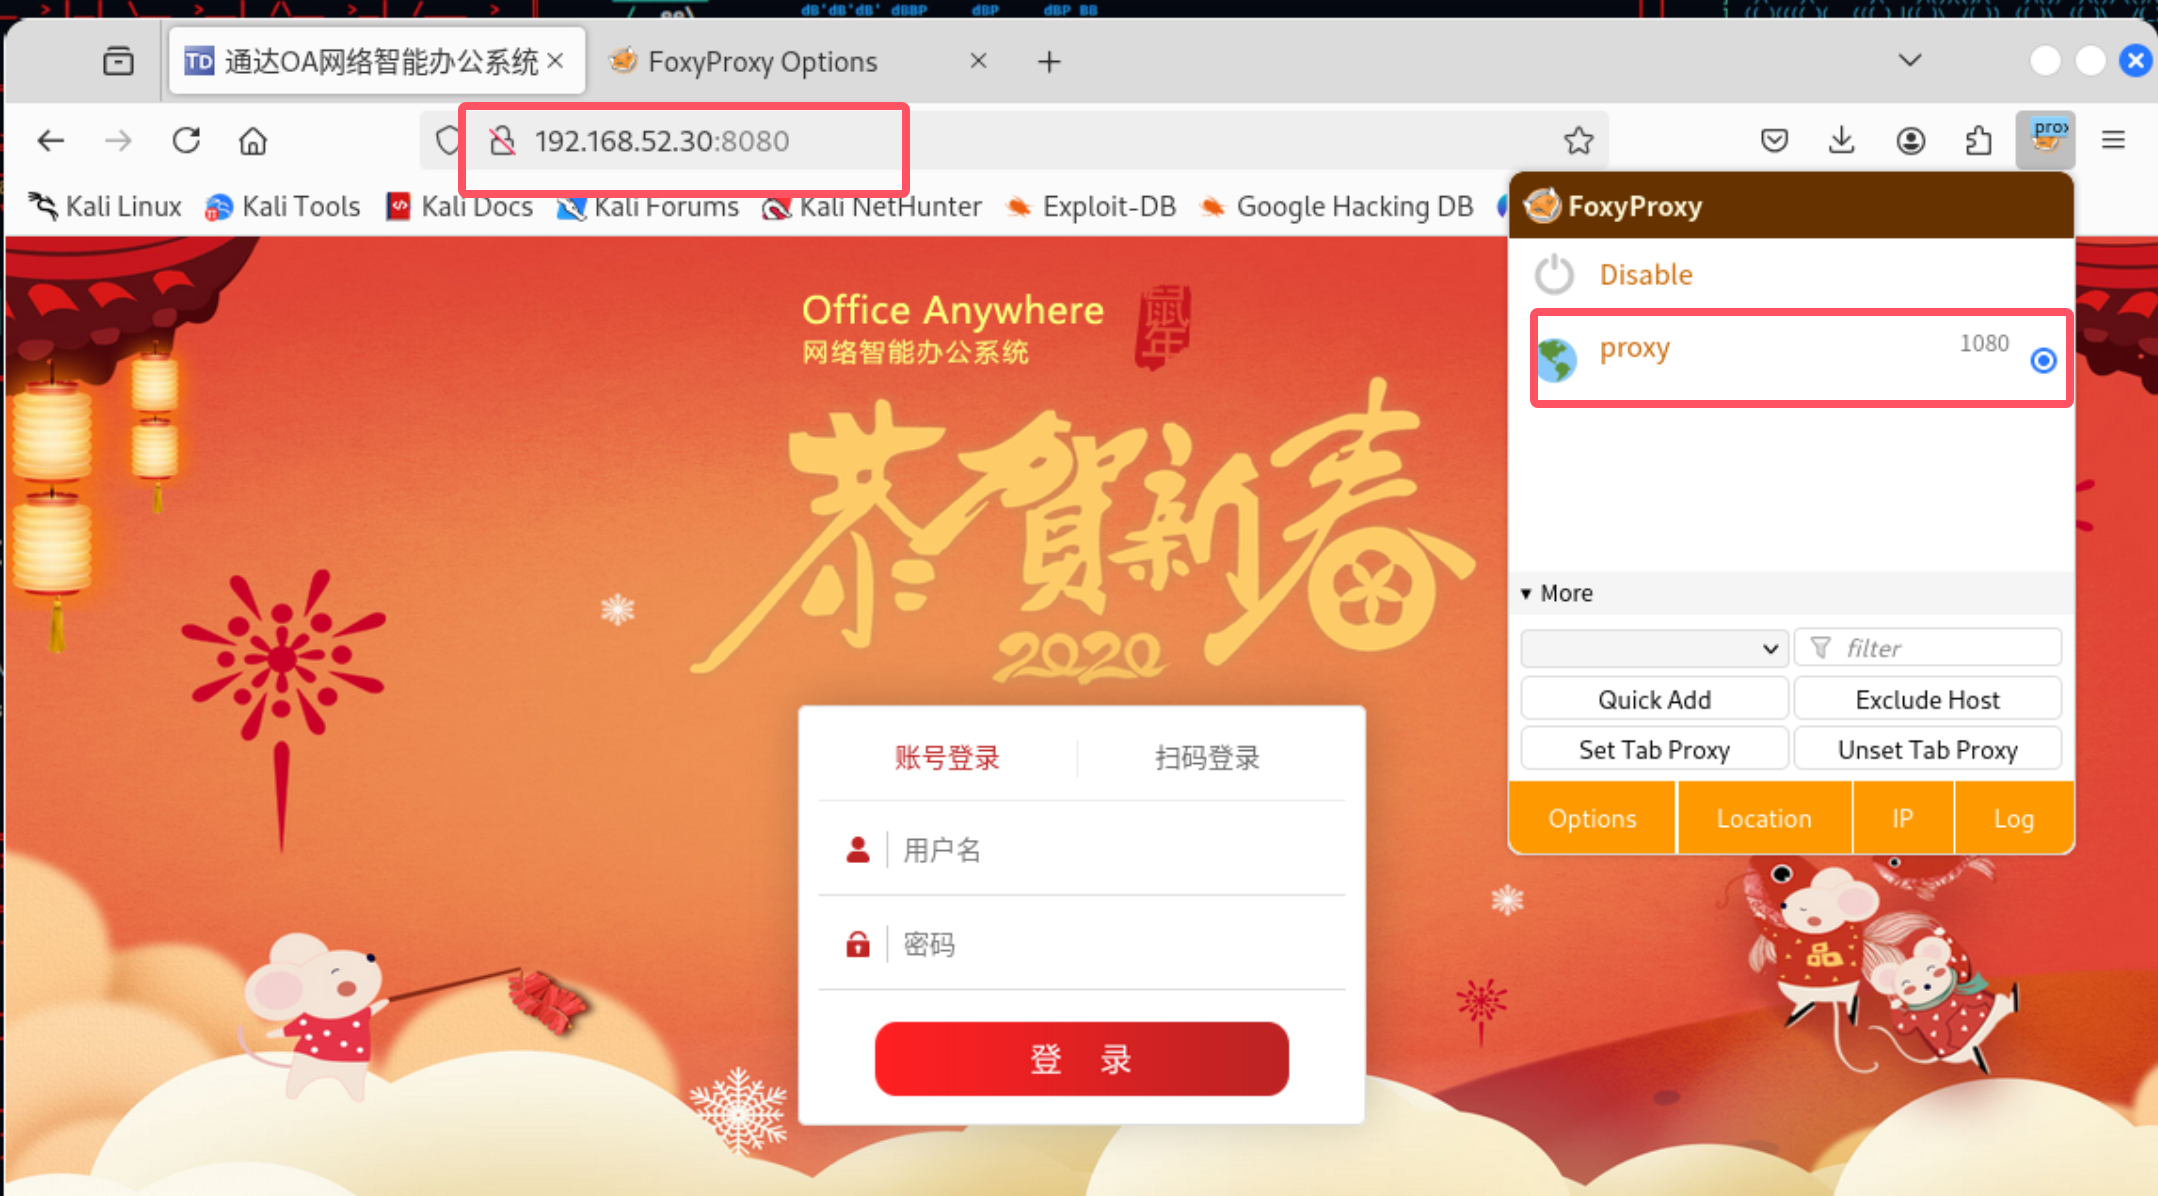 通达OA网络智能办公系统
FoxyProxy Options
192.168.52.30:8080
prox
Kali Linux
Kali Tools
Kali Docs
Kali Forums
Kali NetHunter
Exploit-DB
Google Hacking DB
FoxyProxy
Disable
proxy
1080
More
filter
Quick Add
Exclude Host
Set Tab Proxy
Unset Tab Proxy
Options
Location
IP
Log
Office Anywhere
网络智能办公系统
鼠年
恭賀新春
2020
账号登录
扫码登录
用户名
密码
登 录